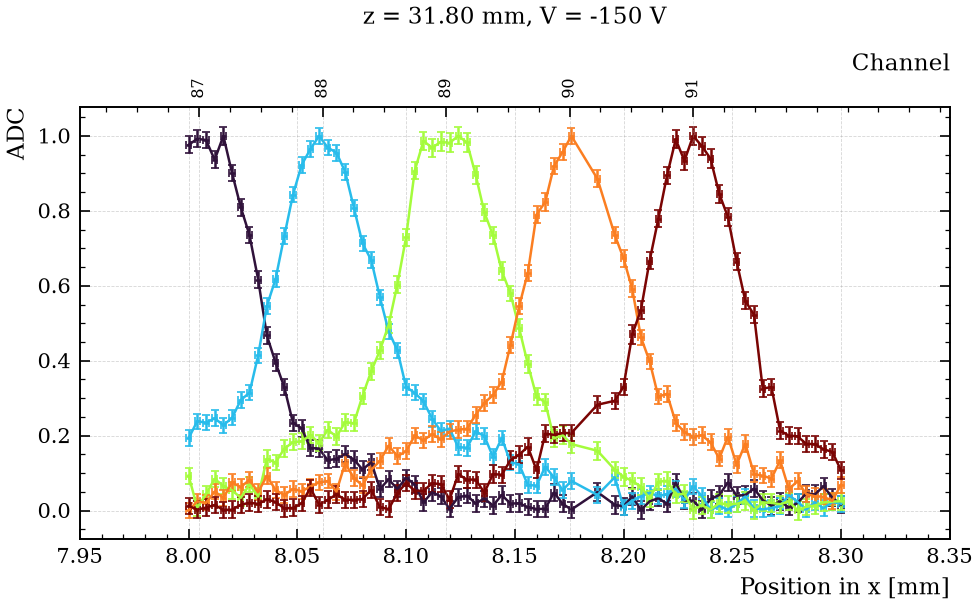 z = 31.80 mm, V = -150 V
Channel
87 88 89 90 91
ADC
1.0
0.8
0.6
0.4
0.2
0.0
7.95 8.00 8.05 8.10 8.15 8.20 8.25 8.30 8.35
Position in x [mm]